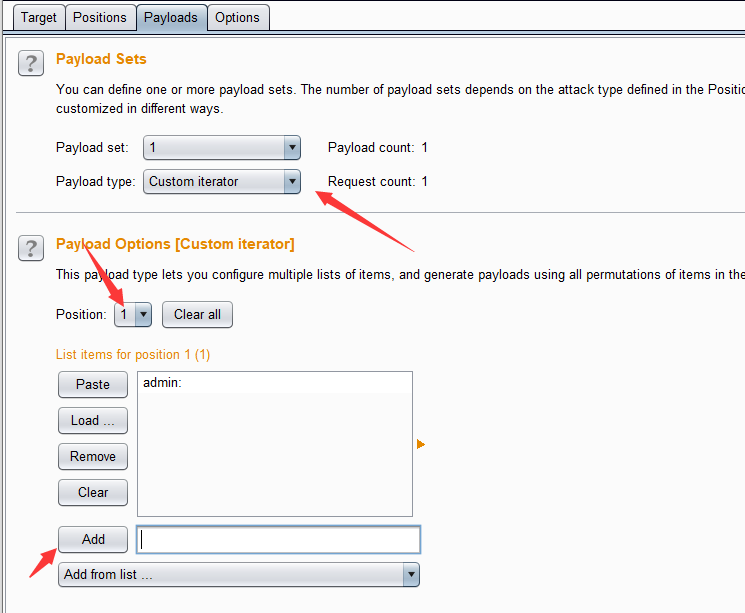 Target Positions Payloads Options
? Payload Sets
You can define one or more payload sets. The number of payload sets depends on the attack type defined in the Positio
customized in different ways.
Payload set: 1 Payload count: 1
Payload type: Custom iterator Request count: 1
? Payload Options [Custom iterator]
This payload type lets you configure multiple lists of items, and generate payloads using all permutations of items in the
Position: 1 Clear all
List items for position 1 (1)
Paste admin:
Load ...
Remove
Clear
Add
Add from list ...